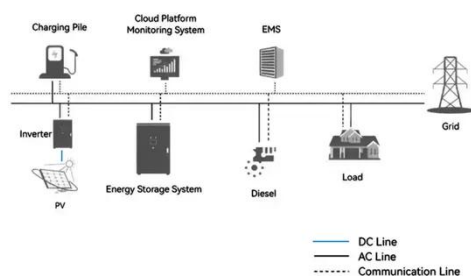 Charging Pile
Cloud Platform
Monitoring System
EMS
Grid
Inverter
PV
Energy Storage System
Diesel
Load
DC Line
AC Line
Communication Line